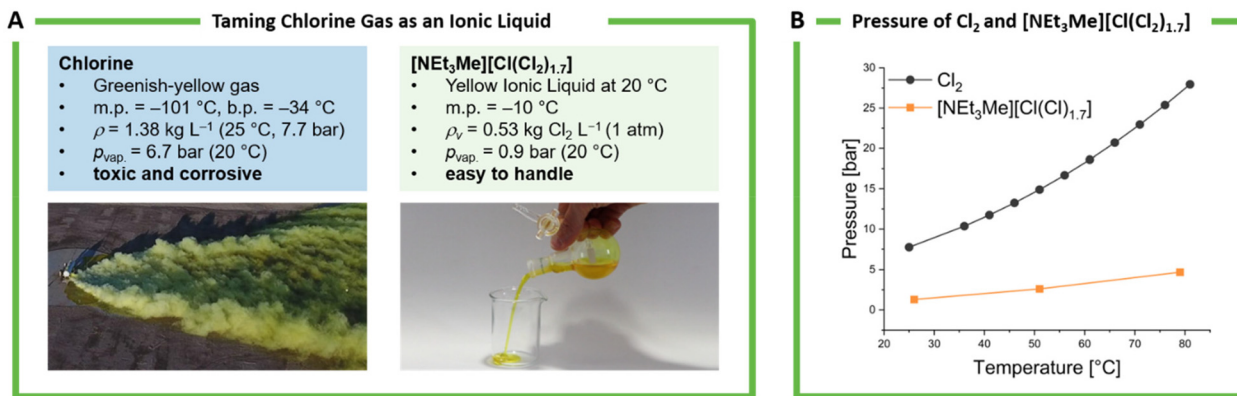 A Taming Chlorine Gas as an Ionic Liquid
Chlorine
• Greenish-yellow gas
• m.p. = –101 °C, b.p. = –34 °C
• ρ = 1.38 kg L⁻¹ (25 °C, 7.7 bar)
• pvap. = 6.7 bar (20 °C)
• toxic and corrosive
[NEt₃Me][Cl(Cl₂)₁.₇]
• Yellow Ionic Liquid at 20 °C
• m.p. = –10 °C
• ρᵥ = 0.53 kg Cl₂ L⁻¹ (1 atm)
• pvap. = 0.9 bar (20 °C)
• easy to handle
B Pressure of Cl₂ and [NEt₃Me][Cl(Cl₂)₁.₇]
Cl₂
[NEt₃Me][Cl(Cl)₁.₇]
Pressure [bar]
30
25
20
15
10
5
0
20 30 40 50 60 70 80
Temperature [°C]